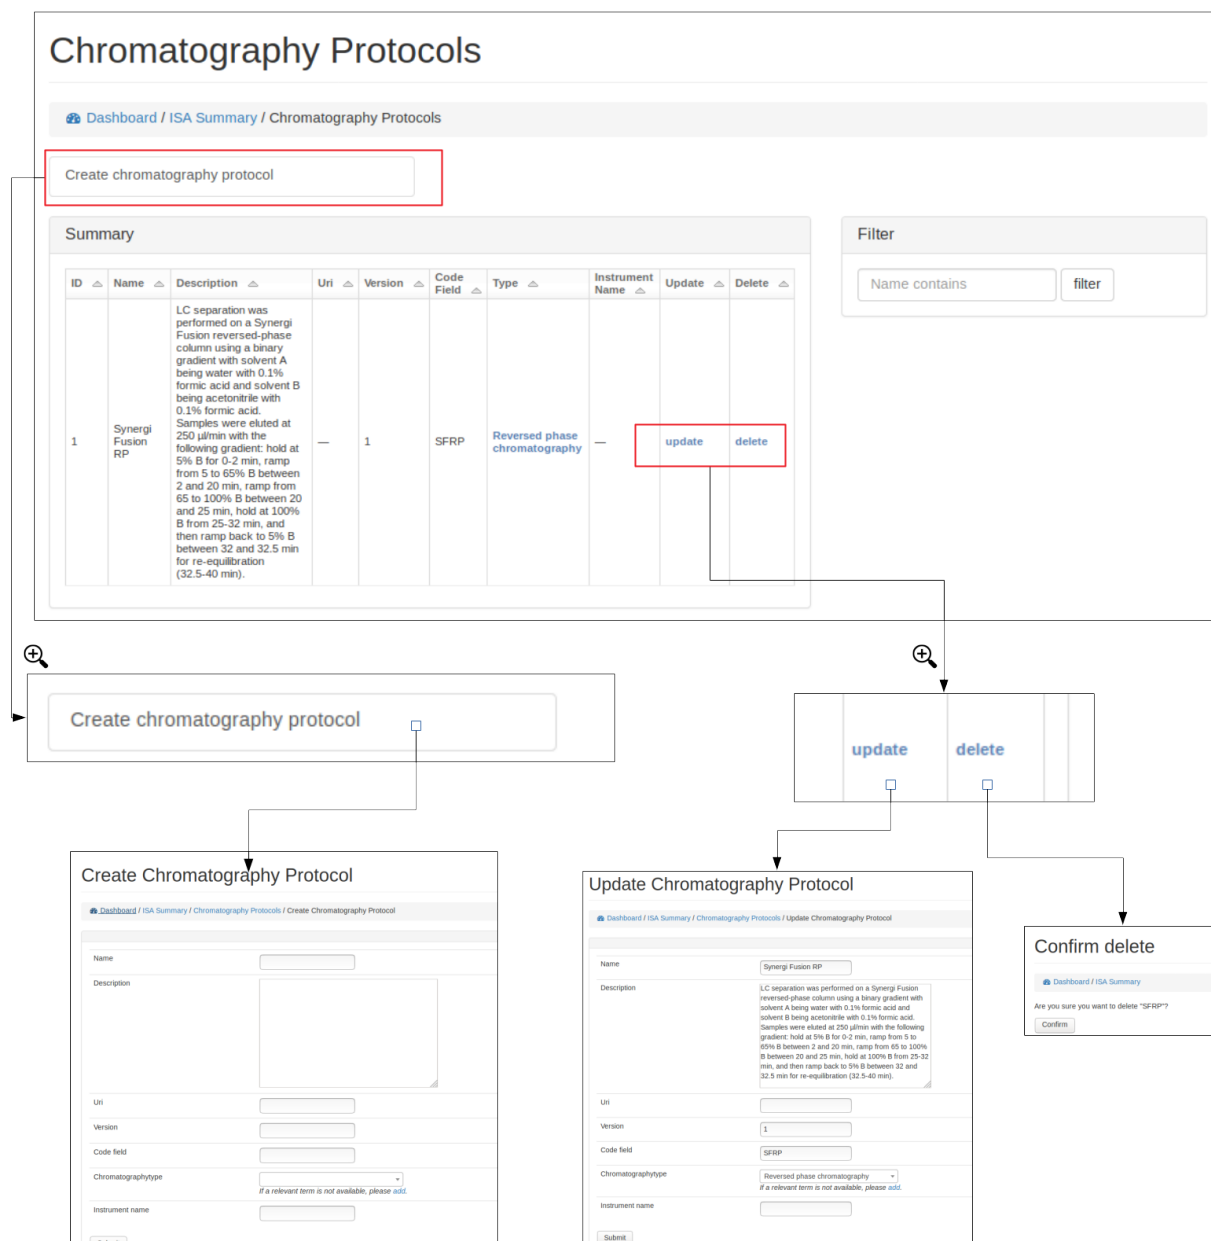 Chromatography Protocols
Dashboard / ISA Summary / Chromatography Protocols
Create chromatography protocol
Summary
Filter
ID Name Description Uri Version Code Field Type Instrument Name Update Delete
Name contains filter
LC separation was
performed on a Synergi
Fusion reversed-phase
column using a binary
gradient with solvent A
being water with 0.1%
formic acid and solvent B
being acetonitrile with
0.1% formic acid.
Samples were eluted at
250 µl/min with the
following gradient: hold at
5% B for 0-2 min, ramp
from 5 to 65% B between
2 and 20 min, ramp from
65 to 100% B between 20
and 25 min, hold at 100%
B from 25-32 min, and
then ramp back to 5% B
between 32 and 32.5 min
for re-equilibration
(32.5-40 min).
1
Synergi
Fusion
RP
—
1
SFRP
Reversed phase
chromatography
—
update
delete
Create chromatography protocol
update delete
Create Chromatography Protocol
Dashboard / ISA Summary / Chromatography Protocols / Create Chromatography Protocol
Name
Description
Uri
Version
Code field
Chromatographytype
If a relevant term is not available, please add.
Instrument name
Update Chromatography Protocol
Dashboard / ISA Summary / Chromatography Protocols / Update Chromatography Protocol
Name Synergi Fusion RP
Description
LC separation was performed on a Synergi Fusion
reversed-phase column using a binary gradient with
solvent A being water with 0.1% formic acid and
solvent B being acetonitrile with 0.1% formic acid.
Samples were eluted at 250 µl/min with the following
gradient: hold at 5% B for 0-2 min, ramp from 5 to
65% B between 2 and 20 min, ramp from 65 to 100%
B between 20 and 25 min, hold at 100% B from 25-32
min, and then ramp back to 5% B between 32 and
32.5 min for re-equilibration (32.5-40 min).
Uri
Version 1
Code field SFRP
Chromatographytype Reversed phase chromatography
If a relevant term is not available, please add.
Instrument name
Submit
Confirm delete
Dashboard / ISA Summary
Are you sure you want to delete "SFRP"?
Confirm